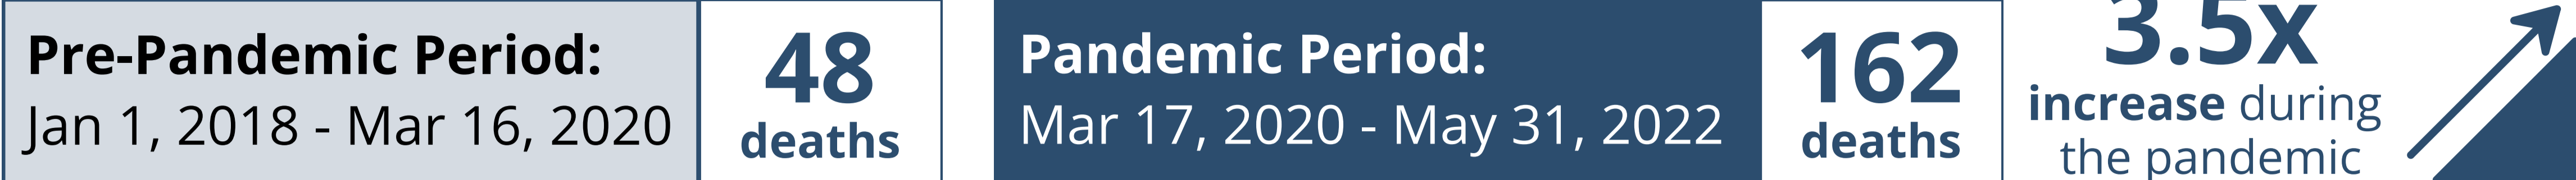 Pre-Pandemic Period:
Jan 1, 2018 - Mar 16, 2020
48
deaths
Pandemic Period:
Mar 17, 2020 - May 31, 2022
162
deaths
3.5x
increase during
the pandemic